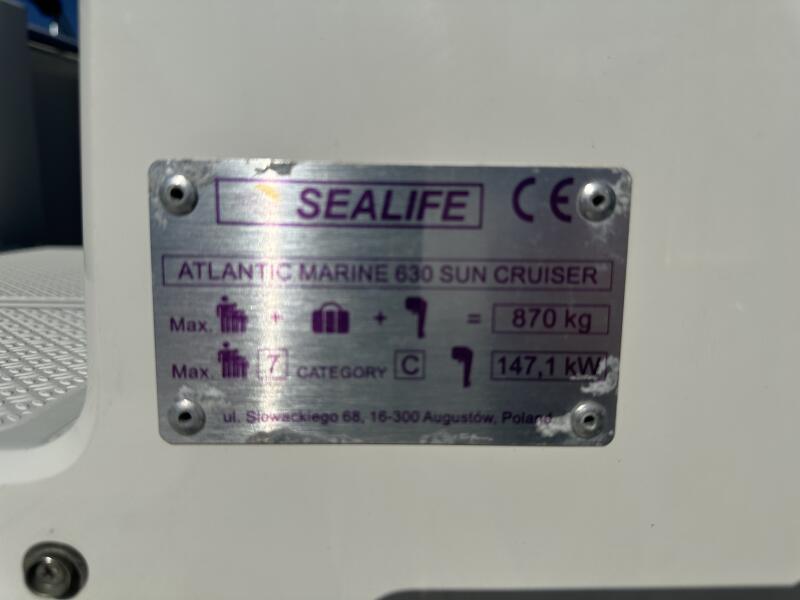 SEALIFE CE
ATLANTIC MARINE 630 SUN CRUISER
Max. + + = 870 kg
Max. 7 CATEGORY C 147,1 kW
ul. Słowackiego 68, 16-300 Augustów, Poland